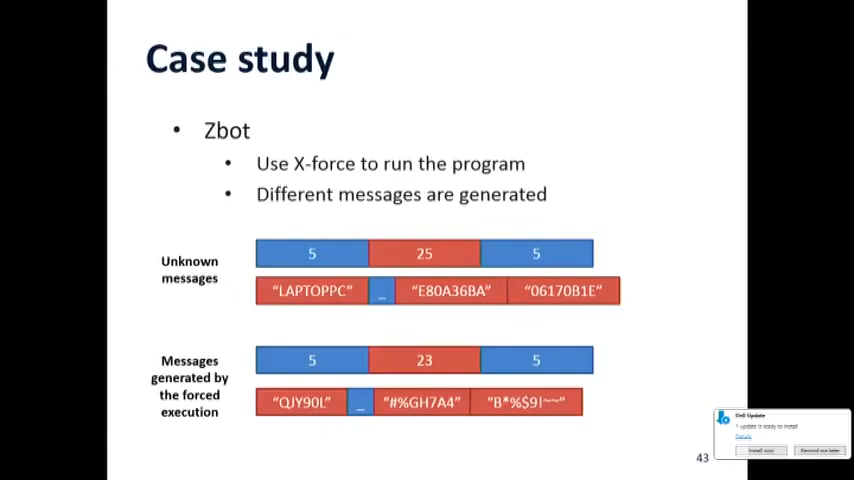 Case study
• Zbot
• Use X-force to run the program
• Different messages are generated
Unknown
messages
5 25 5
"LAPTOPPC" _ "E80A36BA" "06170B1E"
Messages
generated by
the forced
execution
5 23 5
"QJY90L" _ "#%GH7A4" "B*%$9!~~"
43
Dell Update
1 update is ready to install
Details
Install now Remind me later